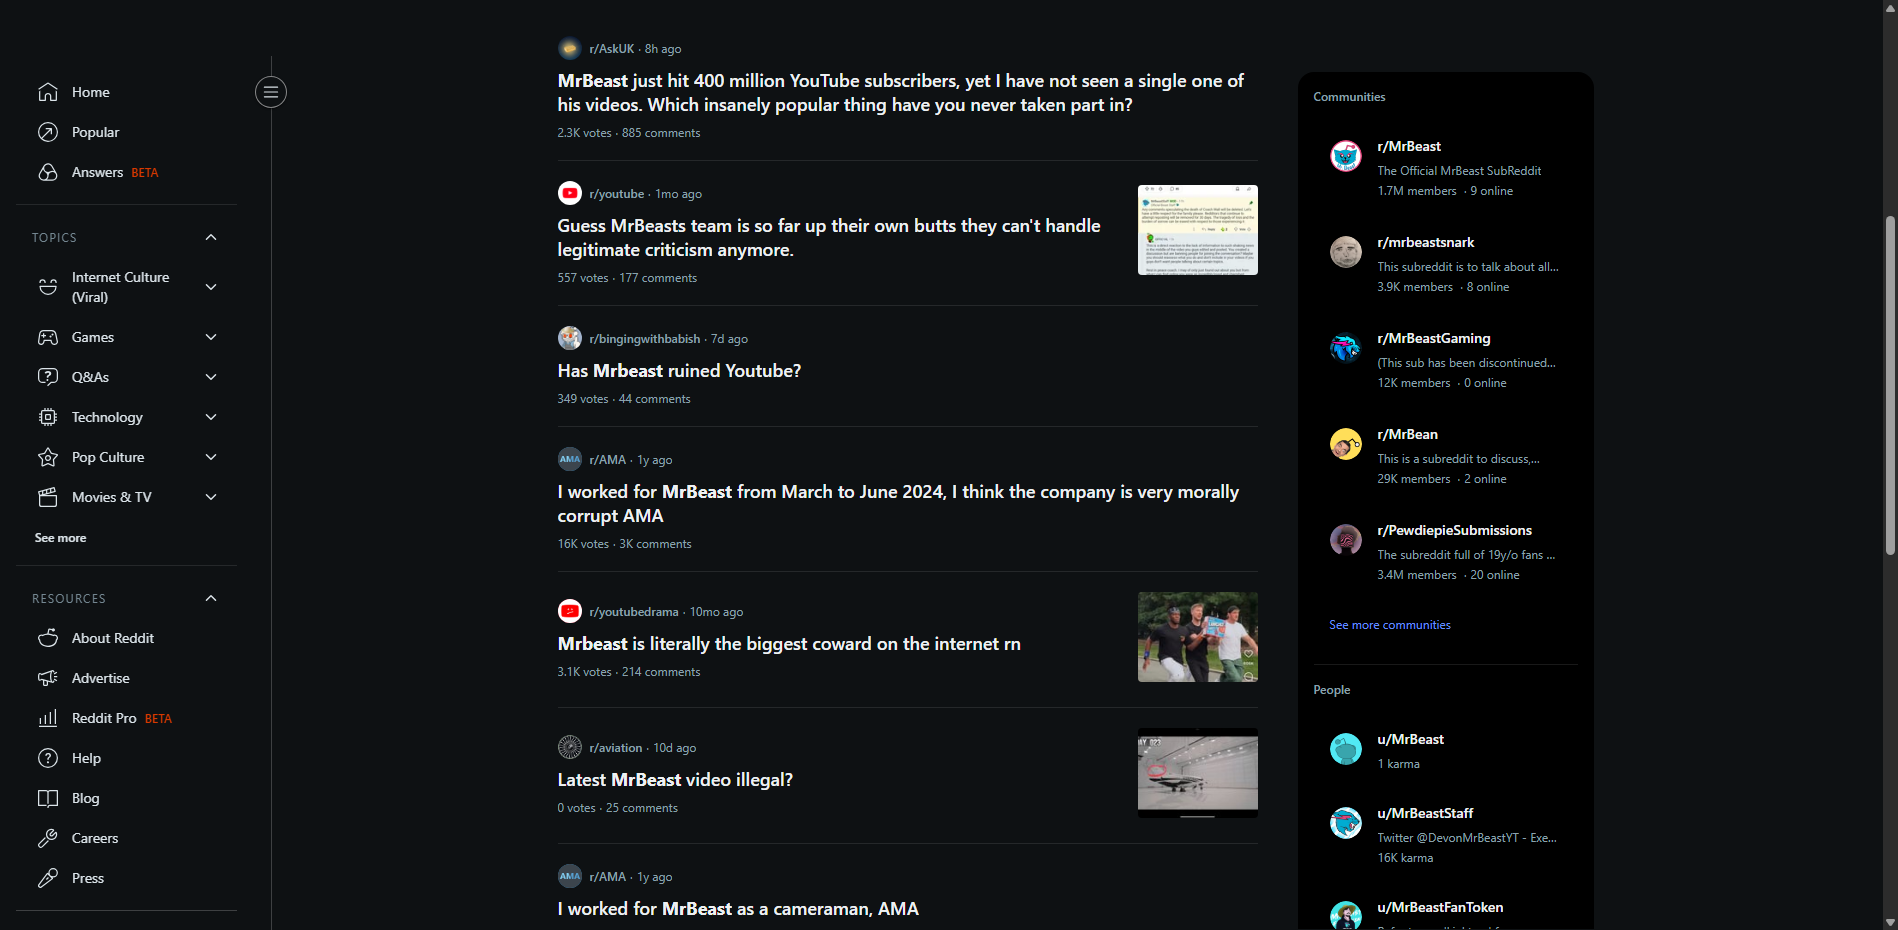 Home
Popular
Answers BETA
TOPICS
Internet Culture
(Viral)
Games
Q&As
Technology
Pop Culture
Movies & TV
See more
RESOURCES
About Reddit
Advertise
Reddit Pro BETA
Help
Blog
Careers
Press
r/AskUK · 8h ago
MrBeast just hit 400 million YouTube subscribers, yet I have not seen a single one of
his videos. Which insanely popular thing have you never taken part in?
2.3K votes · 885 comments
r/youtube · 1mo ago
Guess MrBeasts team is so far up their own butts they can't handle
legitimate criticism anymore.
557 votes · 177 comments
r/bingingwithbabish · 7d ago
Has Mrbeast ruined Youtube?
349 votes · 44 comments
AMA r/AMA · 1y ago
I worked for MrBeast from March to June 2024, I think the company is very morally
corrupt AMA
16K votes · 3K comments
r/youtubedrama · 10mo ago
Mrbeast is literally the biggest coward on the internet rn
3.1K votes · 214 comments
r/aviation · 10d ago
Latest MrBeast video illegal?
0 votes · 25 comments
AMA r/AMA · 1y ago
I worked for MrBeast as a cameraman, AMA
Communities
r/MrBeast
The Official MrBeast SubReddit
1.7M members · 9 online
r/mrbeastsnark
This subreddit is to talk about all...
3.9K members · 8 online
r/MrBeastGaming
(This sub has been discontinued...
12K members · 0 online
r/MrBean
This is a subreddit to discuss,...
29K members · 2 online
r/PewdiepieSubmissions
The subreddit full of 19y/o fans ...
3.4M members · 20 online
See more communities
People
u/MrBeast
1 karma
u/MrBeastStaff
Twitter @DevonMrBeastYT - Exe...
16K karma
u/MrBeastFanToken